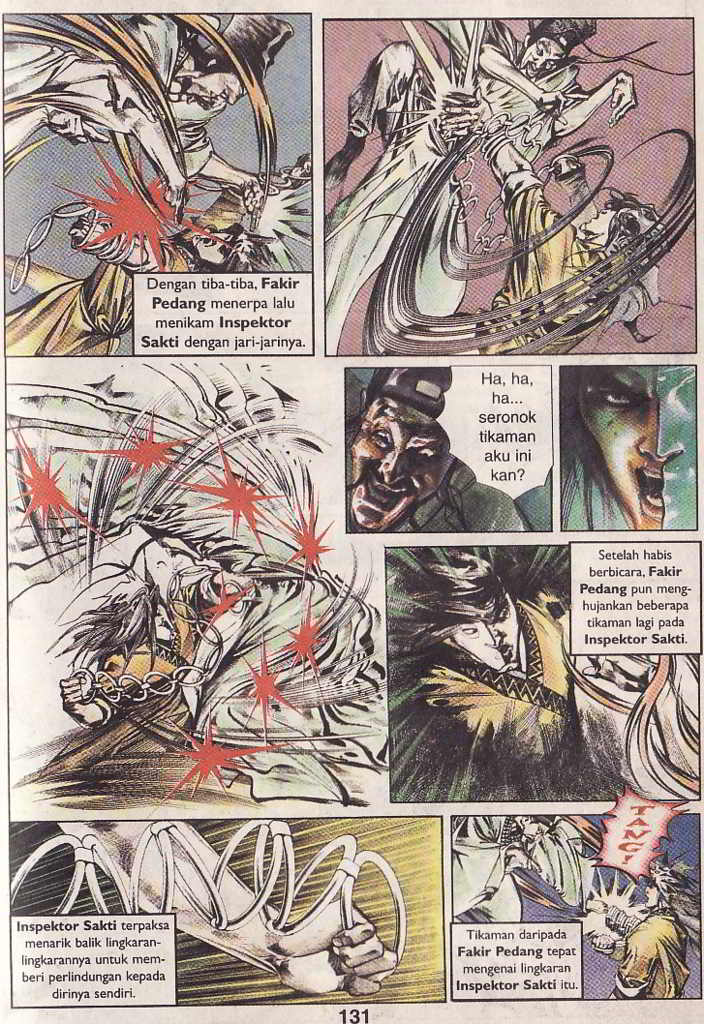 Dengan tiba-tiba, Fakir
Pedang menerpa lalu
menikam Inspektor
Sakti dengan jari-jarinya.
Ha, ha,
ha...
seronok
tikaman
aku ini
kan?
Setelah habis
berbicara, Fakir
Pedang pun meng-
hujankan beberapa
tikaman lagi pada
Inspektor Sakti.
Inspektor Sakti terpaksa
menarik balik lingkaran-
lingkarannya untuk mem-
beri perlindungan kepada
dirinya sendiri.
TANG!
Tikaman daripada
Fakir Pedang tepat
mengenai lingkaran
Inspektor Sakti itu.
131